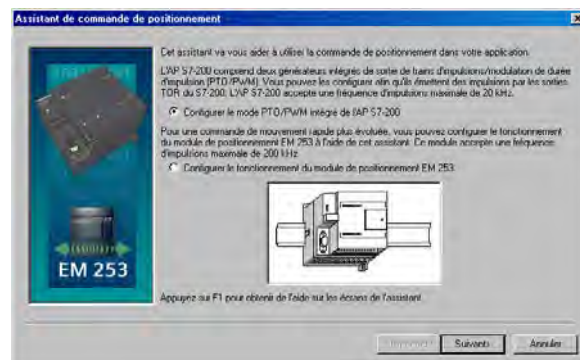 Assistant de commande de positionnement
Cet assistant va vous aider à utiliser la commande de positionnement dans votre application.
L'AP S7-200 comprend deux générateurs intégrés de sortie de trains d'impulsions/modulation de durée
d'impulsion (PTO/PWM). Vous pouvez les configurer afin qu'ils émettent des impulsions par les sorties
TOR du S7-200. L'AP S7-200 accepte une fréquence d'impulsions maximale de 20 kHz.
Configurer le mode PTO/PWM intégré de l'AP S7-200
Pour une commande de mouvement rapide plus évoluée, vous pouvez configurer le fonctionnement
du module de positionnement EM 253 à l'aide de cet assistant. Ce module accepte une fréquence
d'impulsions maximale de 200 kHz.
Configurer le fonctionnement du module de positionnement EM 253
EM 253
Appuyez sur F1 pour obtenir de l'aide sur les écrans de l'assistant.
Suivant>
Annuler